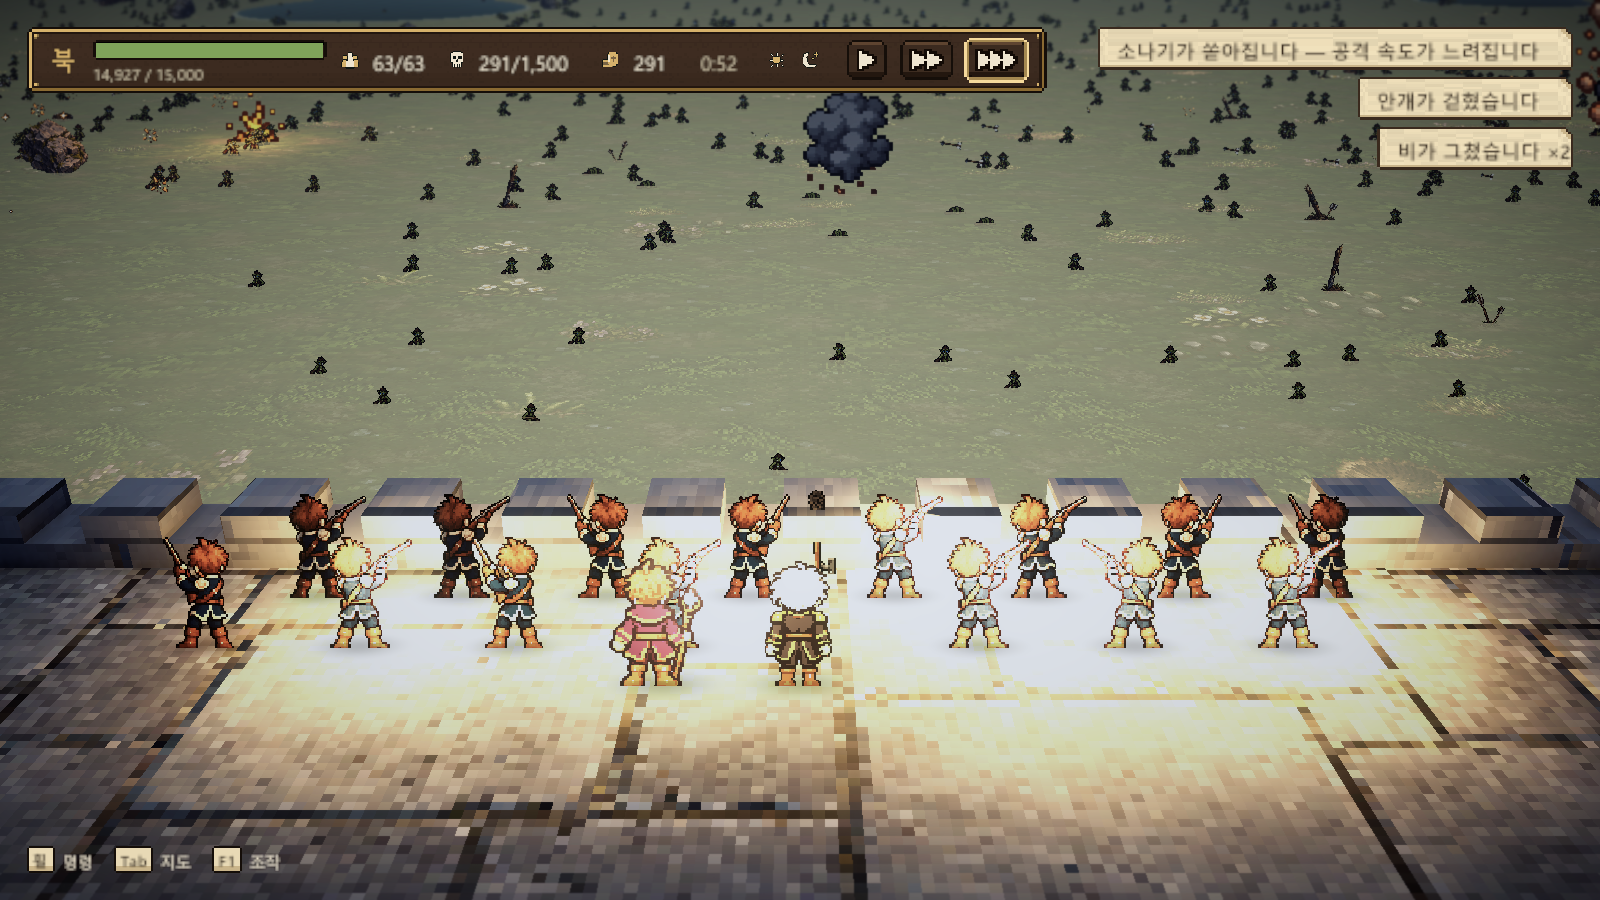 북
14,927 / 15,000
63/63
291/1,500
291
0:52
소나기가 쏟아집니다 — 공격 속도가 느려집니다
안개가 걷혔습니다
비가 그쳤습니다 ×2
휠 명령
Tab 지도
F1 조작